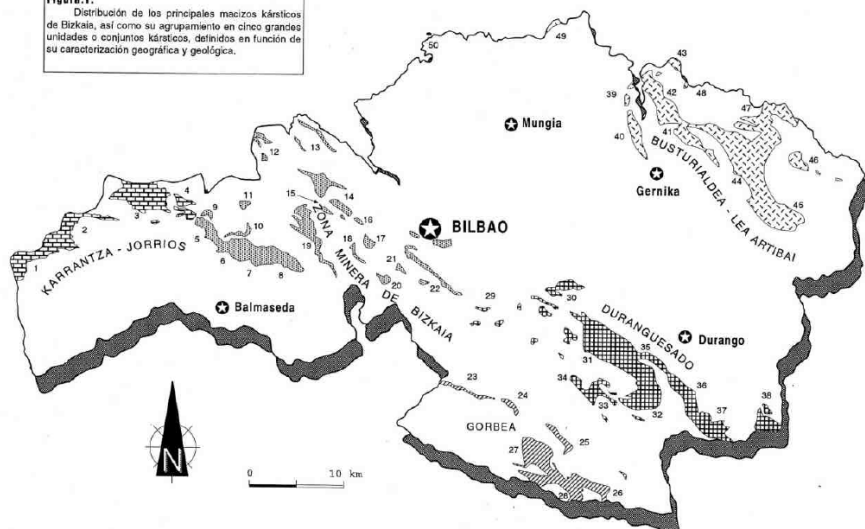 Figura.1.
Distribución de los principales macizos kársticos
de Bizkaia, así como su agrupamiento en cinco grandes
unidades o conjuntos kársticos, definidos en función de
su caracterización geográfica y geológica.
50
49
43
39
42
48
47
Mungia
40
41
BUSTURIALDEA - LEA ARTIBAI
46
Gernika
44
45
12
13
4
11
14
15
3
9
16
2
10
BILBAO
5
17
ZONA MINERA DE BIZKAIA
19
18
6
21
1
7
8
20
22
KARRANTZA - JORRIOS
29
30
Balmaseda
DURANGUESADO
Durango
35
31
23
34
36
24
33
32
37
38
GORBEA
25
27
28
26
N
0 10 km